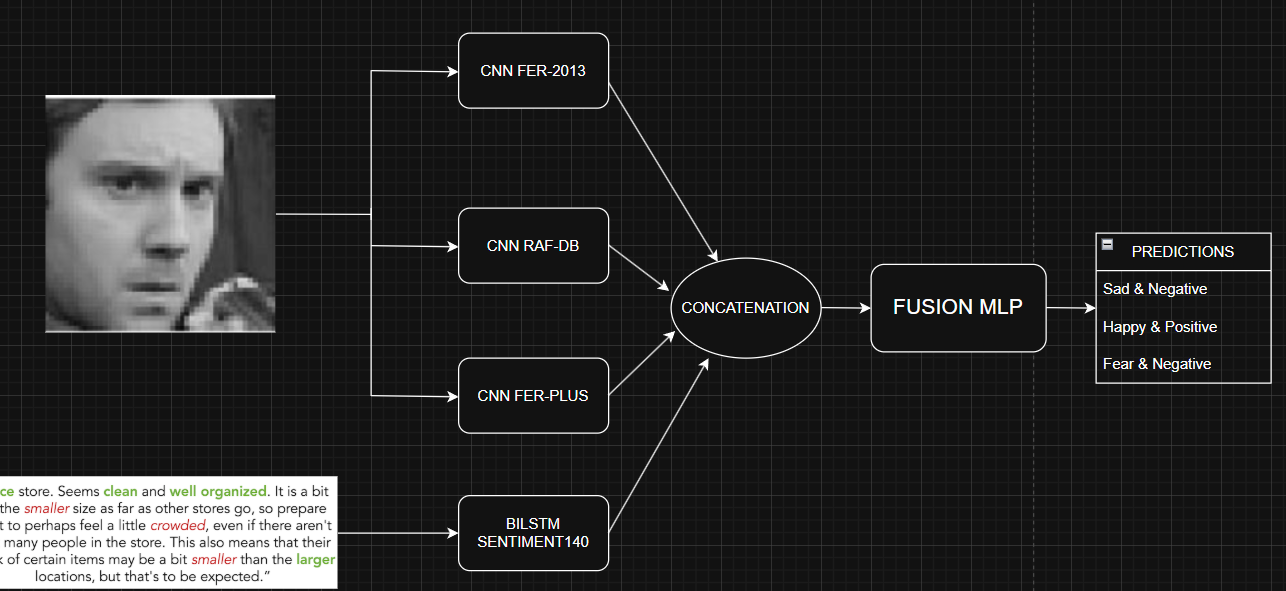 CNN FER-2013
CNN RAF-DB
CNN FER-PLUS
BILSTM
SENTIMENT140
CONCATENATION
FUSION MLP
PREDICTIONS
Sad & Negative
Happy & Positive
Fear & Negative
store. Seems clean and well organized. It is a bit
the smaller size as far as other stores go, so prepare
to perhaps feel a little crowded, even if there aren't
many people in the store. This also means that their
of certain items may be a bit smaller than the larger
locations, but that's to be expected.”